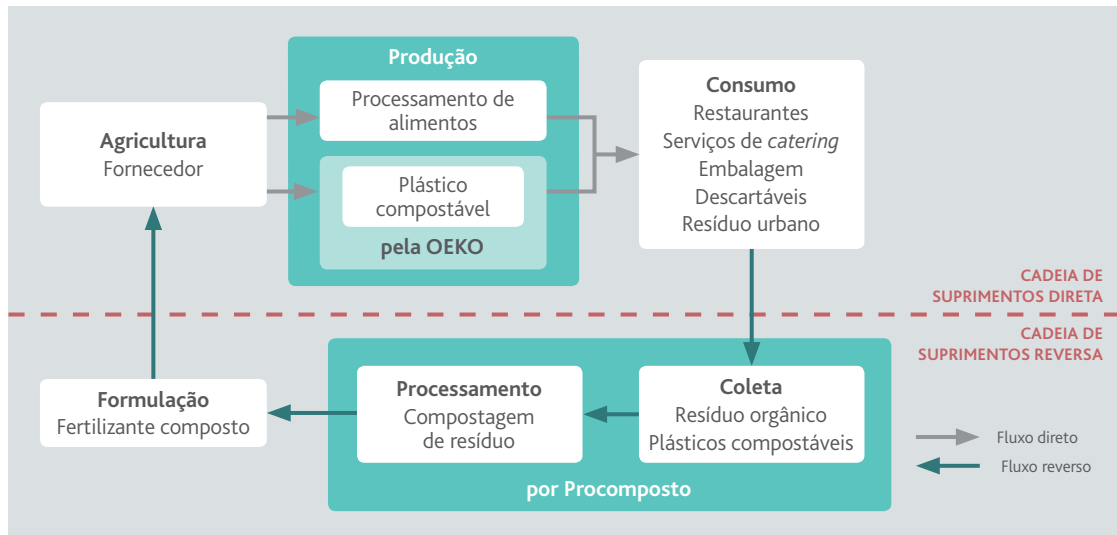 Produção
Processamento de
alimentos
Plástico
compostável
pela OEKO
Agricultura
Fornecedor
Consumo
Restaurantes
Serviços de catering
Embalagem
Descartáveis
Resíduo urbano
CADEIA DE
SUPRIMENTOS DIRETA
CADEIA DE
SUPRIMENTOS REVERSA
Formulação
Fertilizante composto
Processamento
Compostagem
de resíduo
Coleta
Resíduo orgânico
Plásticos compostáveis
por Procomposto
Fluxo direto
Fluxo reverso